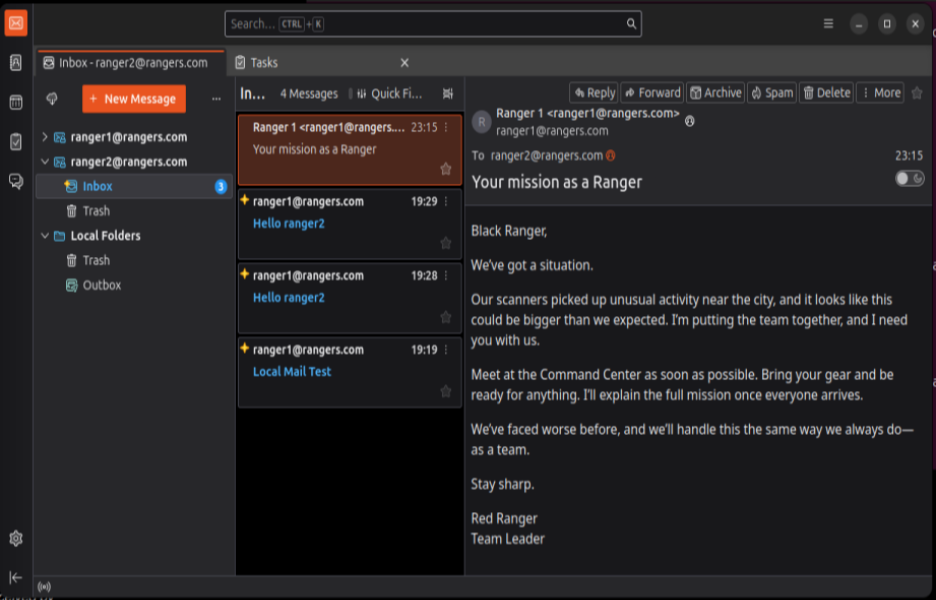 Search... CTRL + K
Inbox - ranger2@rangers.com
Tasks
+ New Message
ranger1@rangers.com
ranger2@rangers.com
Inbox 3
Trash
Local Folders
Trash
Outbox
In... 4 Messages Quick Fi...
Ranger 1 <ranger1@rangers.... 23:15
Your mission as a Ranger
ranger1@rangers.com 19:29
Hello ranger2
ranger1@rangers.com 19:28
Hello ranger2
ranger1@rangers.com 19:19
Local Mail Test
Reply Forward Archive Spam Delete More
R
Ranger 1 <ranger1@rangers.com>
ranger1@rangers.com
To ranger2@rangers.com 23:15
Your mission as a Ranger
Black Ranger,
We've got a situation.
Our scanners picked up unusual activity near the city, and it looks like this
could be bigger than we expected. I'm putting the team together, and I need
you with us.
Meet at the Command Center as soon as possible. Bring your gear and be
ready for anything. I'll explain the full mission once everyone arrives.
We've faced worse before, and we'll handle this the same way we always do—
as a team.
Stay sharp.
Red Ranger
Team Leader